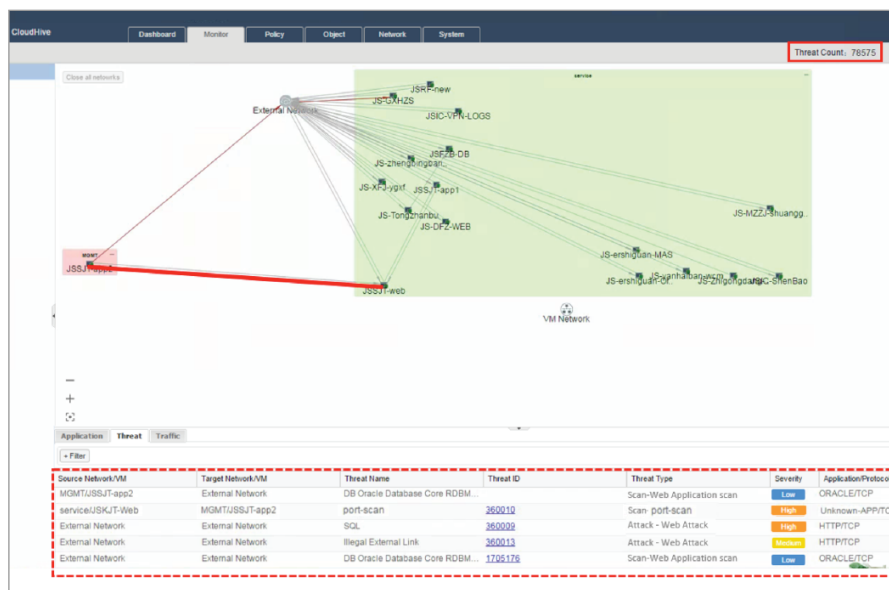 CloudHive
Dashboard Monitor Policy Object Network System
Threat Count: 78575
Close all networks
SERVICE
External Network
JSRF-new
JS-GXHZS
JSIC-VPN-LOGS
JSFZB-DB
JS-zhengbingban..
JS-XFJ-ygxf
JSSJT-app1
JS-Tongzhanbu..
JS-DFZ-WEB
JS-MZZJ-shuangg..
MGMT
JSSJT-app2
JS-ershiguan-MAS
JS-yanhaiban-wcm
JSSJT-web
VM Network
Application Threat Traffic
+ Filter
Source Network/VM Target Network/VM Threat Name Threat ID Threat Type Severity Application/Protoco
MGMT/JSSJT-app2 External Network DB Oracle Database Core RDBM... Scan-Web Application scan Low ORACLE/TCP
service/JSKJT-Web MGMT/JSSJT-app2 port-scan 360010 Scan- port-scan High Unknown-APP/TC
External Network External Network SQL 360009 Attack - Web Attack High HTTP/TCP
External Network External Network Illegal External Link 360013 Attack - Web Attack Medium HTTP/TCP
External Network External Network DB Oracle Database Core RDBM... 1705176 Scan-Web Application scan Low ORACLE/TCP